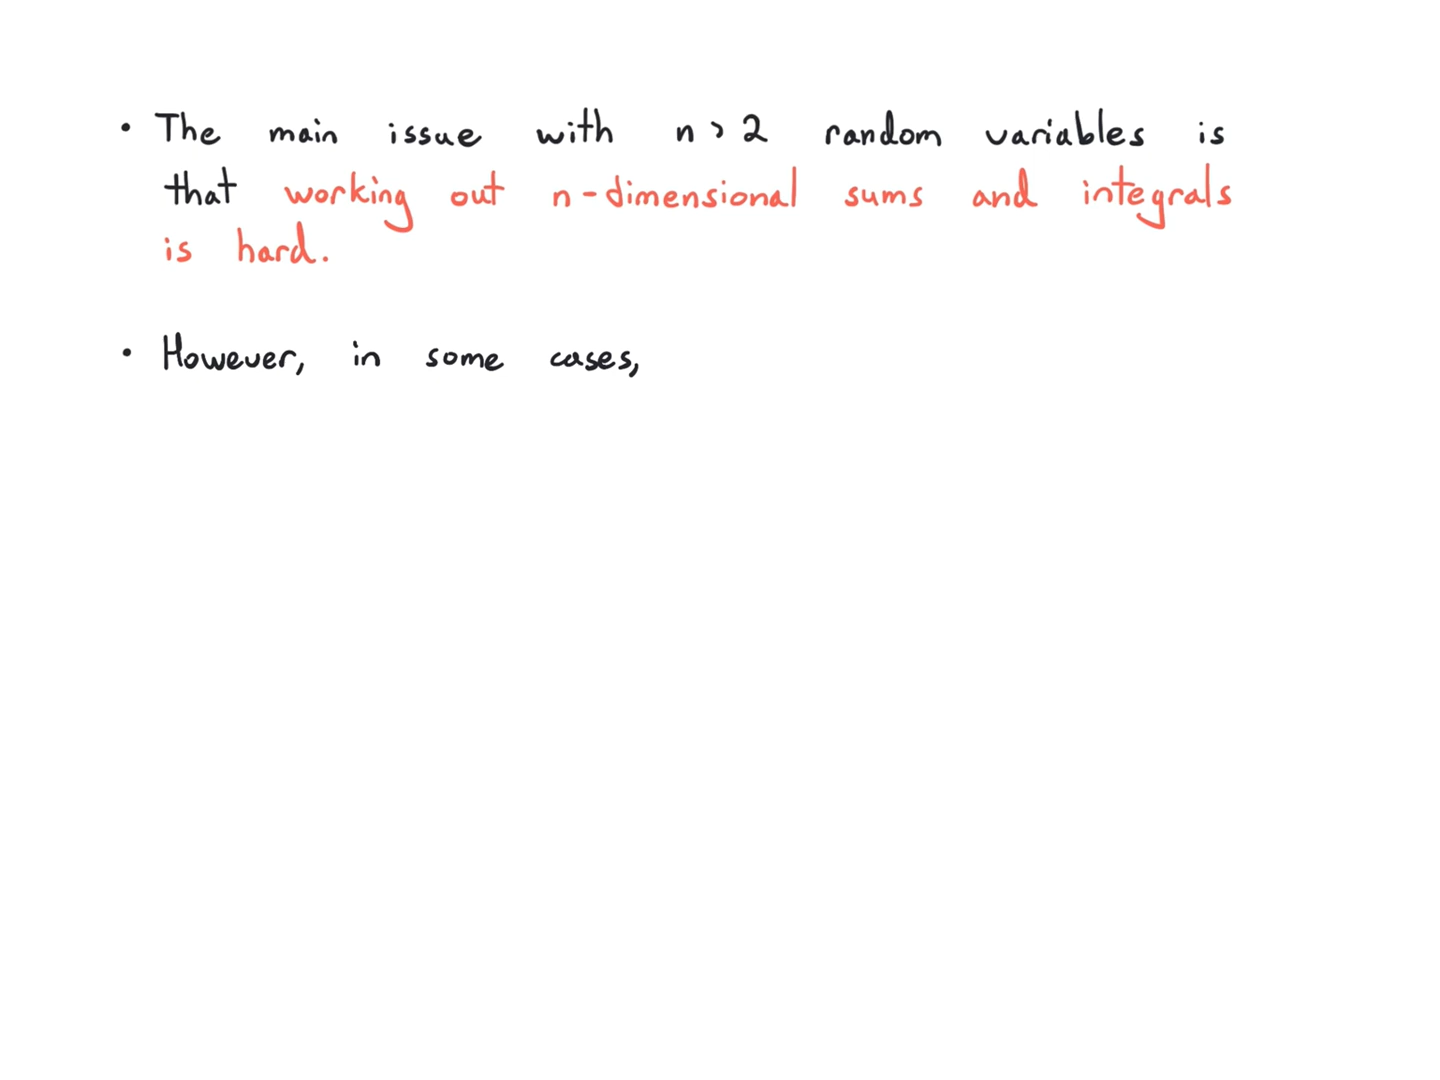 • The main issue with n > 2 random variables is
that working out n-dimensional sums and integrals
is hard.
• However, in some cases,